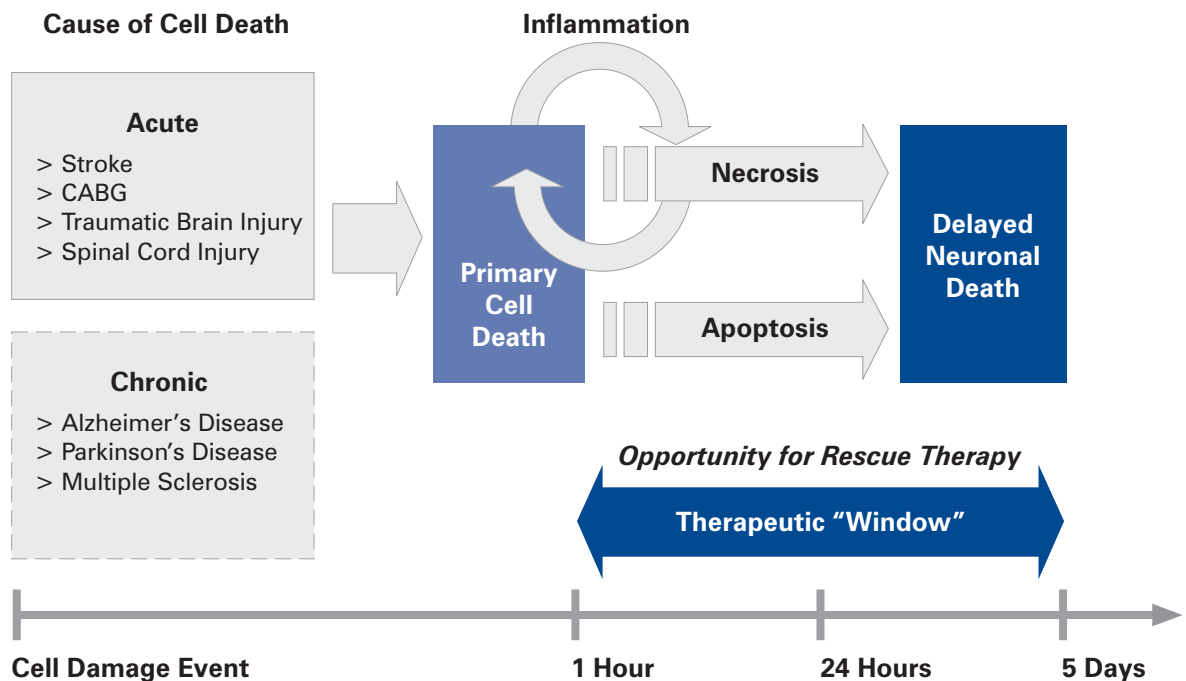 Cause of Cell Death
Inflammation
Acute
> Stroke
> CABG
> Traumatic Brain Injury
> Spinal Cord Injury
Chronic
> Alzheimer’s Disease
> Parkinson’s Disease
> Multiple Sclerosis
Primary
Cell
Death
Necrosis
Apoptosis
Delayed
Neuronal
Death
Opportunity for Rescue Therapy
Therapeutic “Window”
Cell Damage Event
1 Hour
24 Hours
5 Days